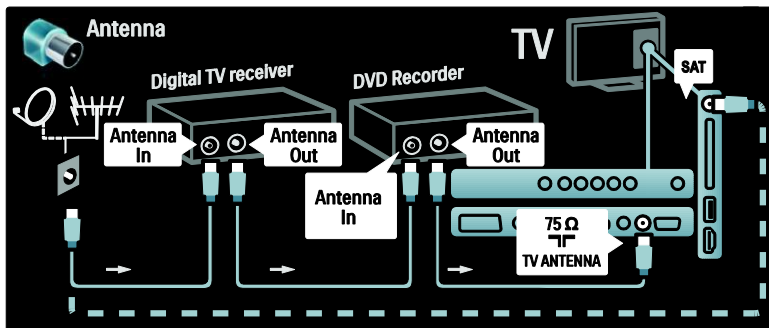 Antenna
TV
SAT
Digital TV receiver
DVD Recorder
Antenna
In
Antenna
Out
Antenna
In
Antenna
Out
75 Ω
TV ANTENNA